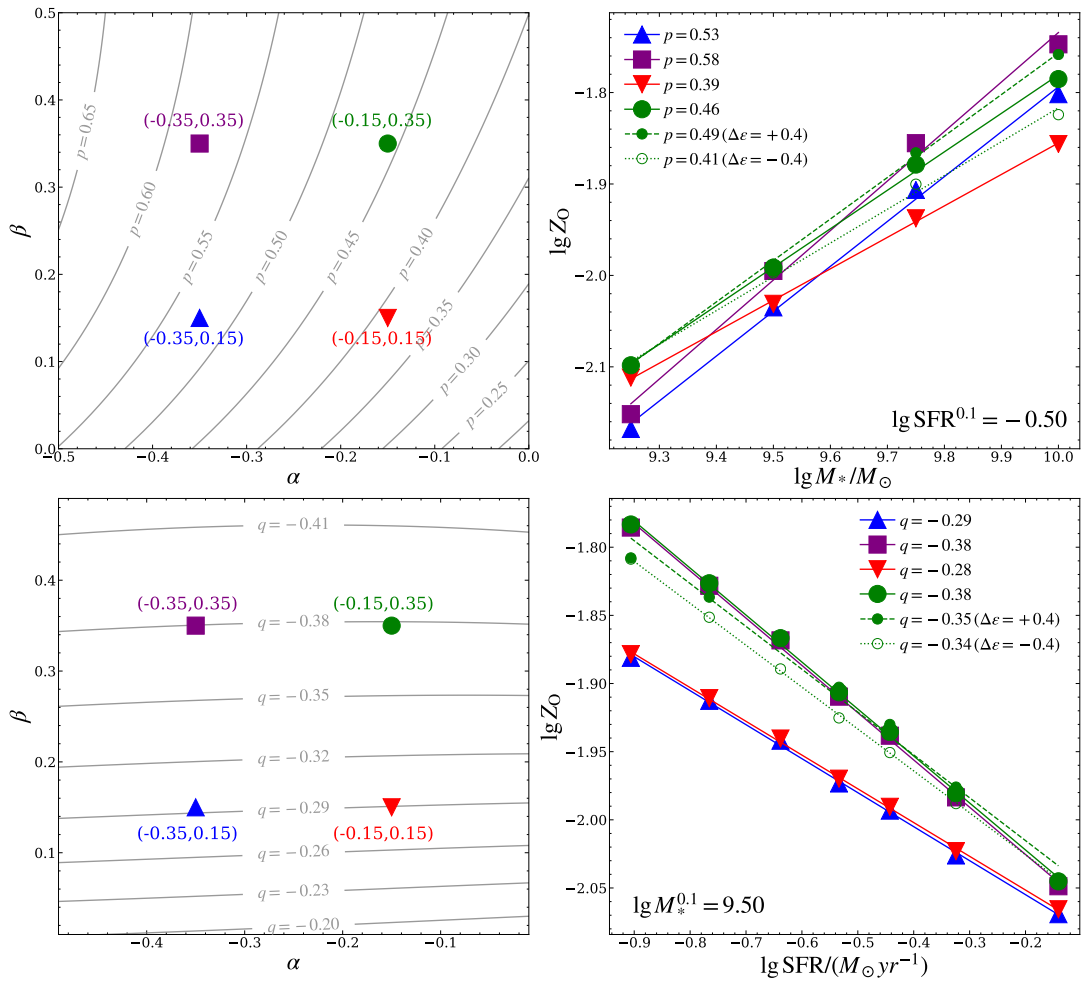 0.5
0.4
0.3
0.2
0.1
0.0
β
−0.5
−0.4
−0.3
−0.2
−0.1
0.0
α
(-0.35,0.35)
(-0.15,0.35)
(-0.35,0.15)
(-0.15,0.15)
p=0.65
p=0.60
p=0.55
p=0.50
p=0.45
p=0.40
p=0.35
p=0.30
p=0.25
p=0.53
p=0.58
p=0.39
p=0.46
p=0.49(Δε=+0.4)
p=0.41(Δε=−0.4)
−1.8
−1.9
−2.0
−2.1
lg Z_O
lg SFR^0.1=−0.50
9.3
9.4
9.5
9.6
9.7
9.8
9.9
10.0
lg M_*/M_⊙
0.4
0.3
0.2
0.1
β
−0.4
−0.3
−0.2
−0.1
α
q=−0.41
(-0.35,0.35)
(-0.15,0.35)
q=−0.38
q=−0.35
q=−0.32
q=−0.29
(-0.35,0.15)
(-0.15,0.15)
q=−0.26
q=−0.23
q=−0.20
q=−0.29
q=−0.38
q=−0.28
q=−0.38
q=−0.35(Δε=+0.4)
q=−0.34(Δε=−0.4)
−1.80
−1.85
−1.90
−1.95
−2.00
−2.05
lg Z_O
lg M_*^0.1=9.50
−0.9
−0.8
−0.7
−0.6
−0.5
−0.4
−0.3
−0.2
lg SFR/(M_⊙yr^−1)